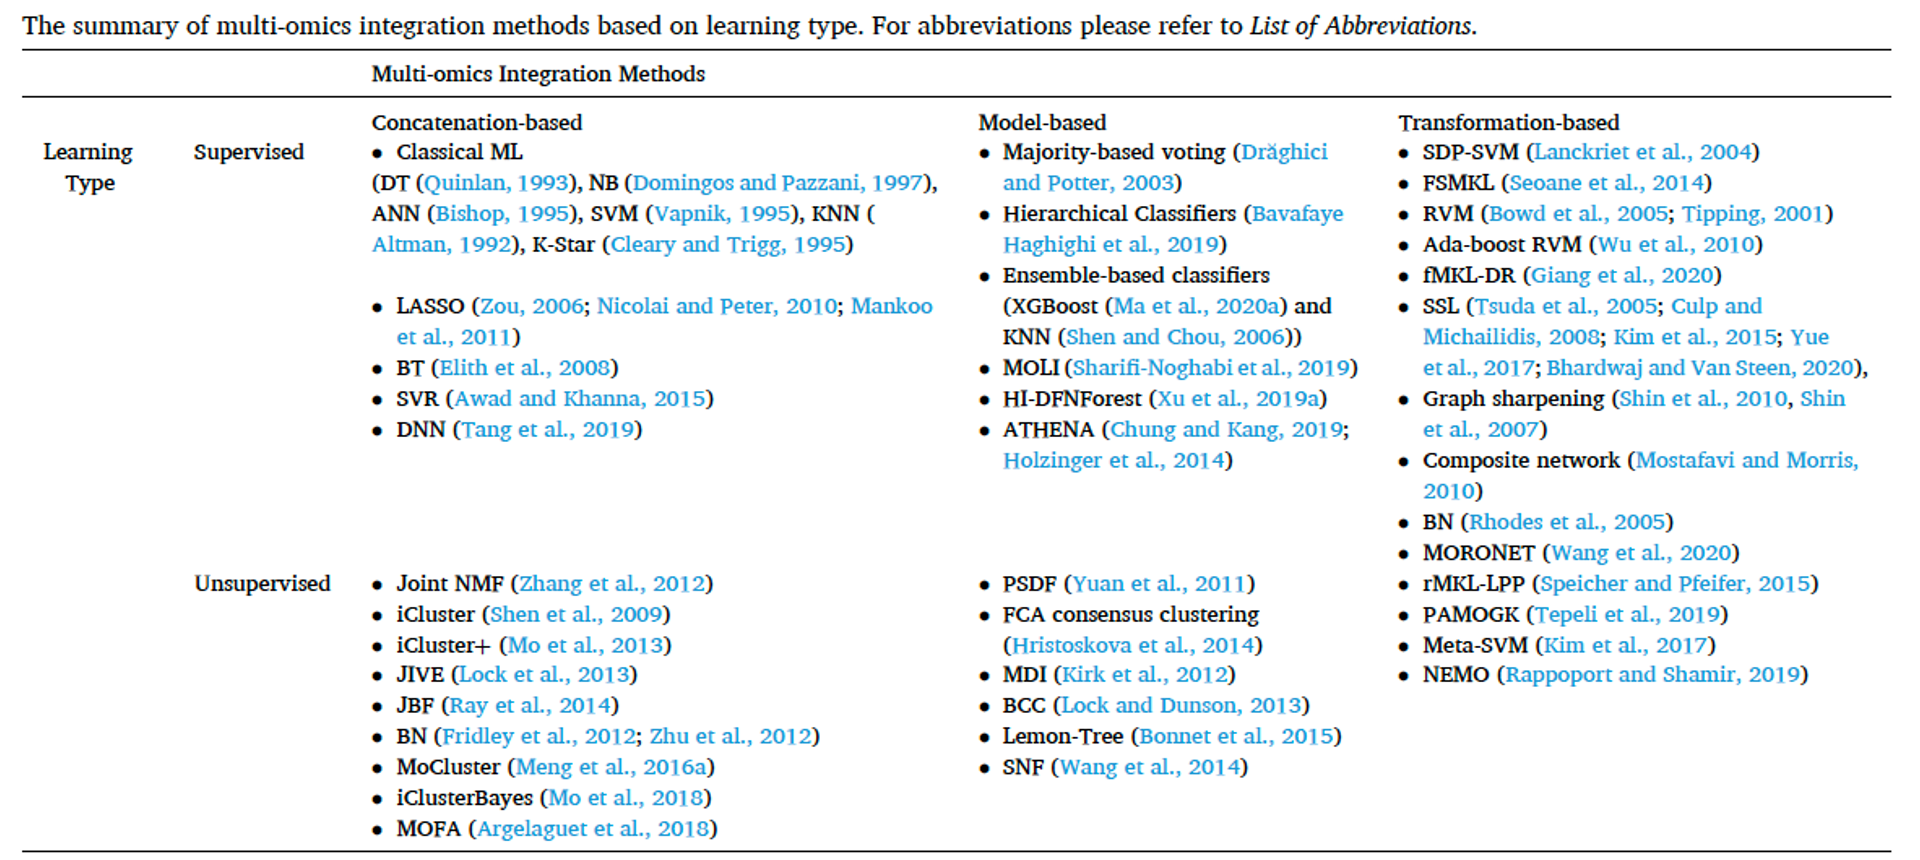 The summary of multi-omics integration methods based on learning type. For abbreviations please refer to List of Abbreviations.
Multi-omics Integration Methods
Learning
Type
Supervised
Concatenation-based
• Classical ML
(DT (Quinlan, 1993), NB (Domingos and Pazzani, 1997),
ANN (Bishop, 1995), SVM (Vapnik, 1995), KNN (
Altman, 1992), K-Star (Cleary and Trigg, 1995)
• LASSO (Zou, 2006; Nicolai and Peter, 2010; Mankoo
et al., 2011)
• BT (Elith et al., 2008)
• SVR (Awad and Khanna, 2015)
• DNN (Tang et al., 2019)
Model-based
• Majority-based voting (Drăghici
and Potter, 2003)
• Hierarchical Classifiers (Bavafaye
Haghighi et al., 2019)
• Ensemble-based classifiers
(XGBoost (Ma et al., 2020a) and
KNN (Shen and Chou, 2006))
• MOLI (Sharifi-Noghabi et al., 2019)
• HI-DFNForest (Xu et al., 2019a)
• ATHENA (Chung and Kang, 2019;
Holzinger et al., 2014)
Transformation-based
• SDP-SVM (Lanckriet et al., 2004)
• FSMKL (Seoane et al., 2014)
• RVM (Bowd et al., 2005; Tipping, 2001)
• Ada-boost RVM (Wu et al., 2010)
• fMKL-DR (Giang et al., 2020)
• SSL (Tsuda et al., 2005; Culp and
Michailidis, 2008; Kim et al., 2015; Yue
et al., 2017; Bhardwaj and Van Steen, 2020),
• Graph sharpening (Shin et al., 2010, Shin
et al., 2007)
• Composite network (Mostafavi and Morris,
2010)
• BN (Rhodes et al., 2005)
• MORONET (Wang et al., 2020)
Unsupervised
• Joint NMF (Zhang et al., 2012)
• iCluster (Shen et al., 2009)
• iCluster+ (Mo et al., 2013)
• JIVE (Lock et al., 2013)
• JBF (Ray et al., 2014)
• BN (Fridley et al., 2012; Zhu et al., 2012)
• MoCluster (Meng et al., 2016a)
• iClusterBayes (Mo et al., 2018)
• MOFA (Argelaguet et al., 2018)
• PSDF (Yuan et al., 2011)
• FCA consensus clustering
(Hristoskova et al., 2014)
• MDI (Kirk et al., 2012)
• BCC (Lock and Dunson, 2013)
• Lemon-Tree (Bonnet et al., 2015)
• SNF (Wang et al., 2014)
• rMKL-LPP (Speicher and Pfeifer, 2015)
• PAMOGK (Tepeli et al., 2019)
• Meta-SVM (Kim et al., 2017)
• NEMO (Rappoport and Shamir, 2019)